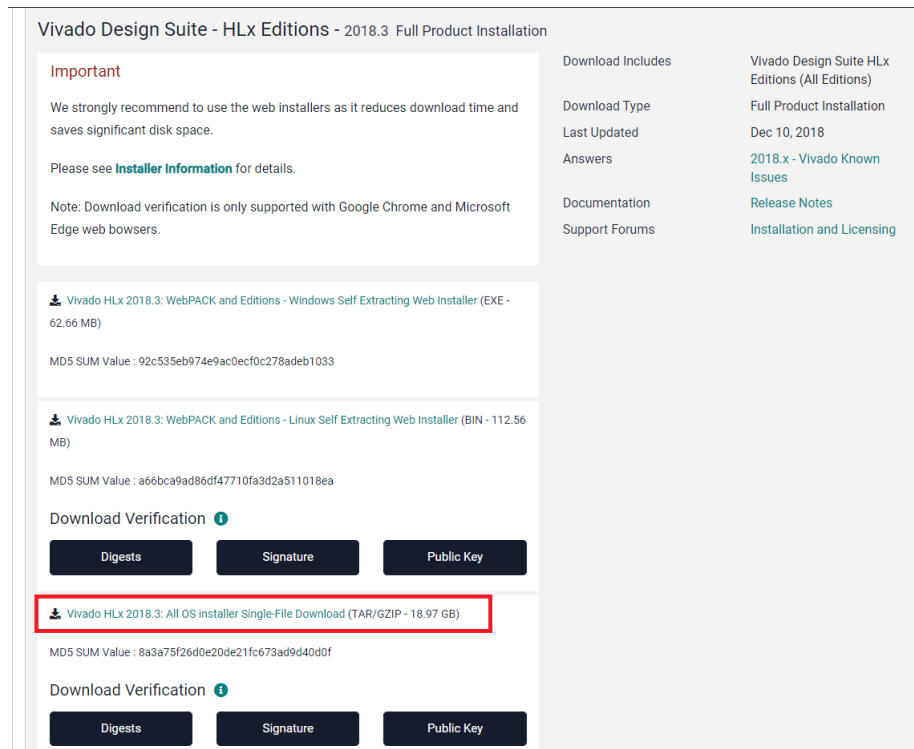 Vivado Design Suite - HLx Editions - 2018.3 Full Product Installation
Important
We strongly recommend to use the web installers as it reduces download time and
saves significant disk space.
Please see Installer Information for details.
Note: Download verification is only supported with Google Chrome and Microsoft
Edge web bowsers.
Download Includes
Vivado Design Suite HLx
Editions (All Editions)
Download Type
Full Product Installation
Last Updated
Dec 10, 2018
Answers
2018.x - Vivado Known
Issues
Documentation
Release Notes
Support Forums
Installation and Licensing
Vivado HLx 2018.3: WebPACK and Editions - Windows Self Extracting Web Installer (EXE -
62.66 MB)
MD5 SUM Value : 92c535eb974e9ac0ecf0c278adeb1033
Vivado HLx 2018.3: WebPACK and Editions - Linux Self Extracting Web Installer (BIN - 112.56
MB)
MD5 SUM Value : a66bca9ad86df47710fa3d2a511018ea
Download Verification
Digests
Signature
Public Key
Vivado HLx 2018.3: All OS installer Single-File Download (TAR/GZIP - 18.97 GB)
MD5 SUM Value : 8a3a75f26d0e20de21fc673ad9d40d0f
Download Verification
Digests
Signature
Public Key